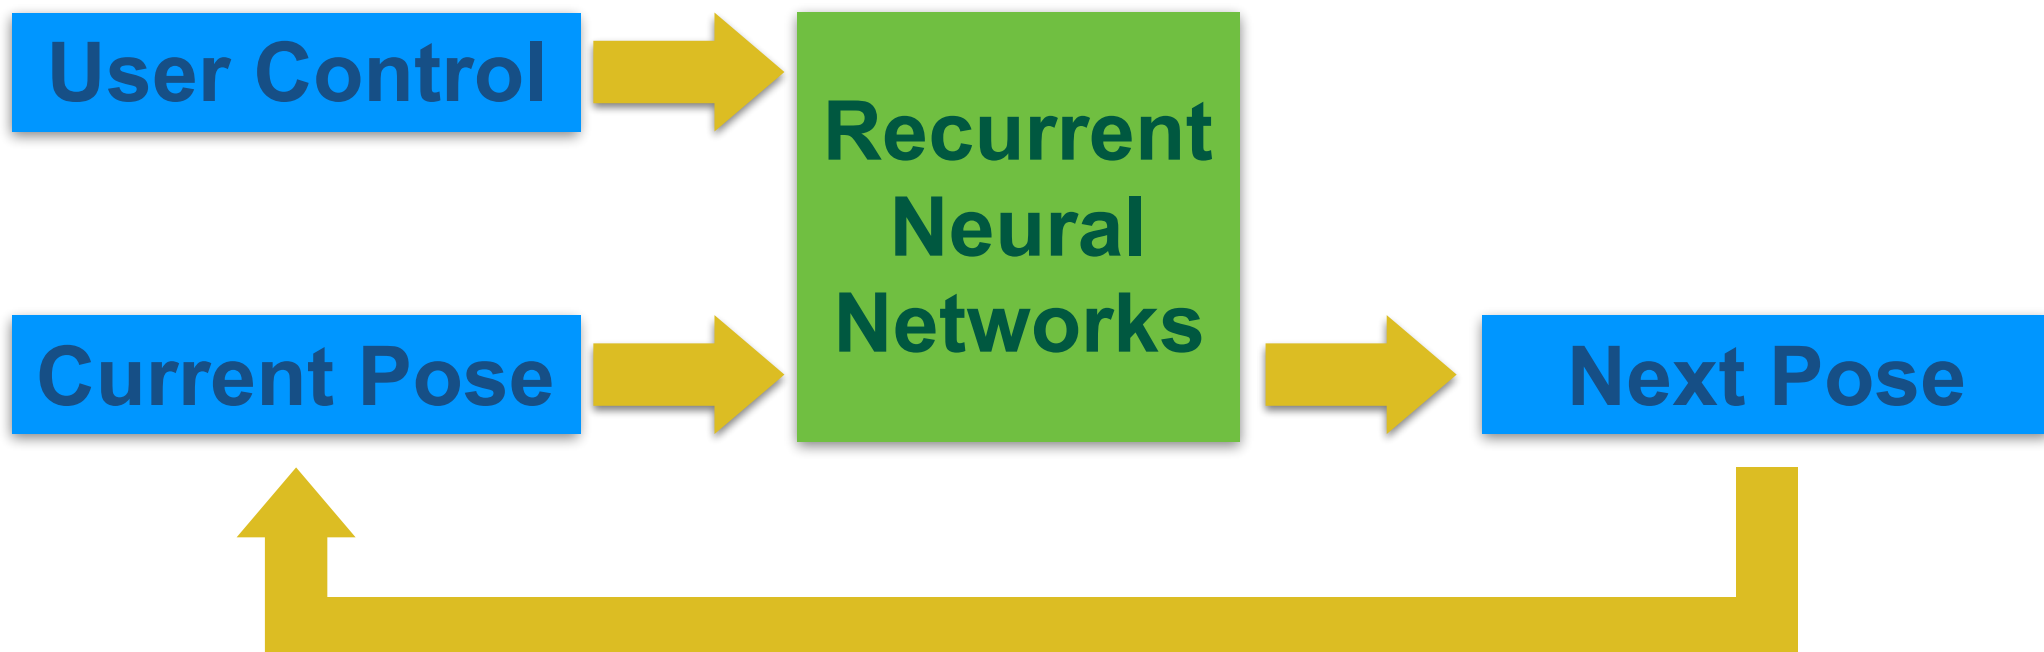 User Control
Recurrent
Neural
Networks
Current Pose
Next Pose